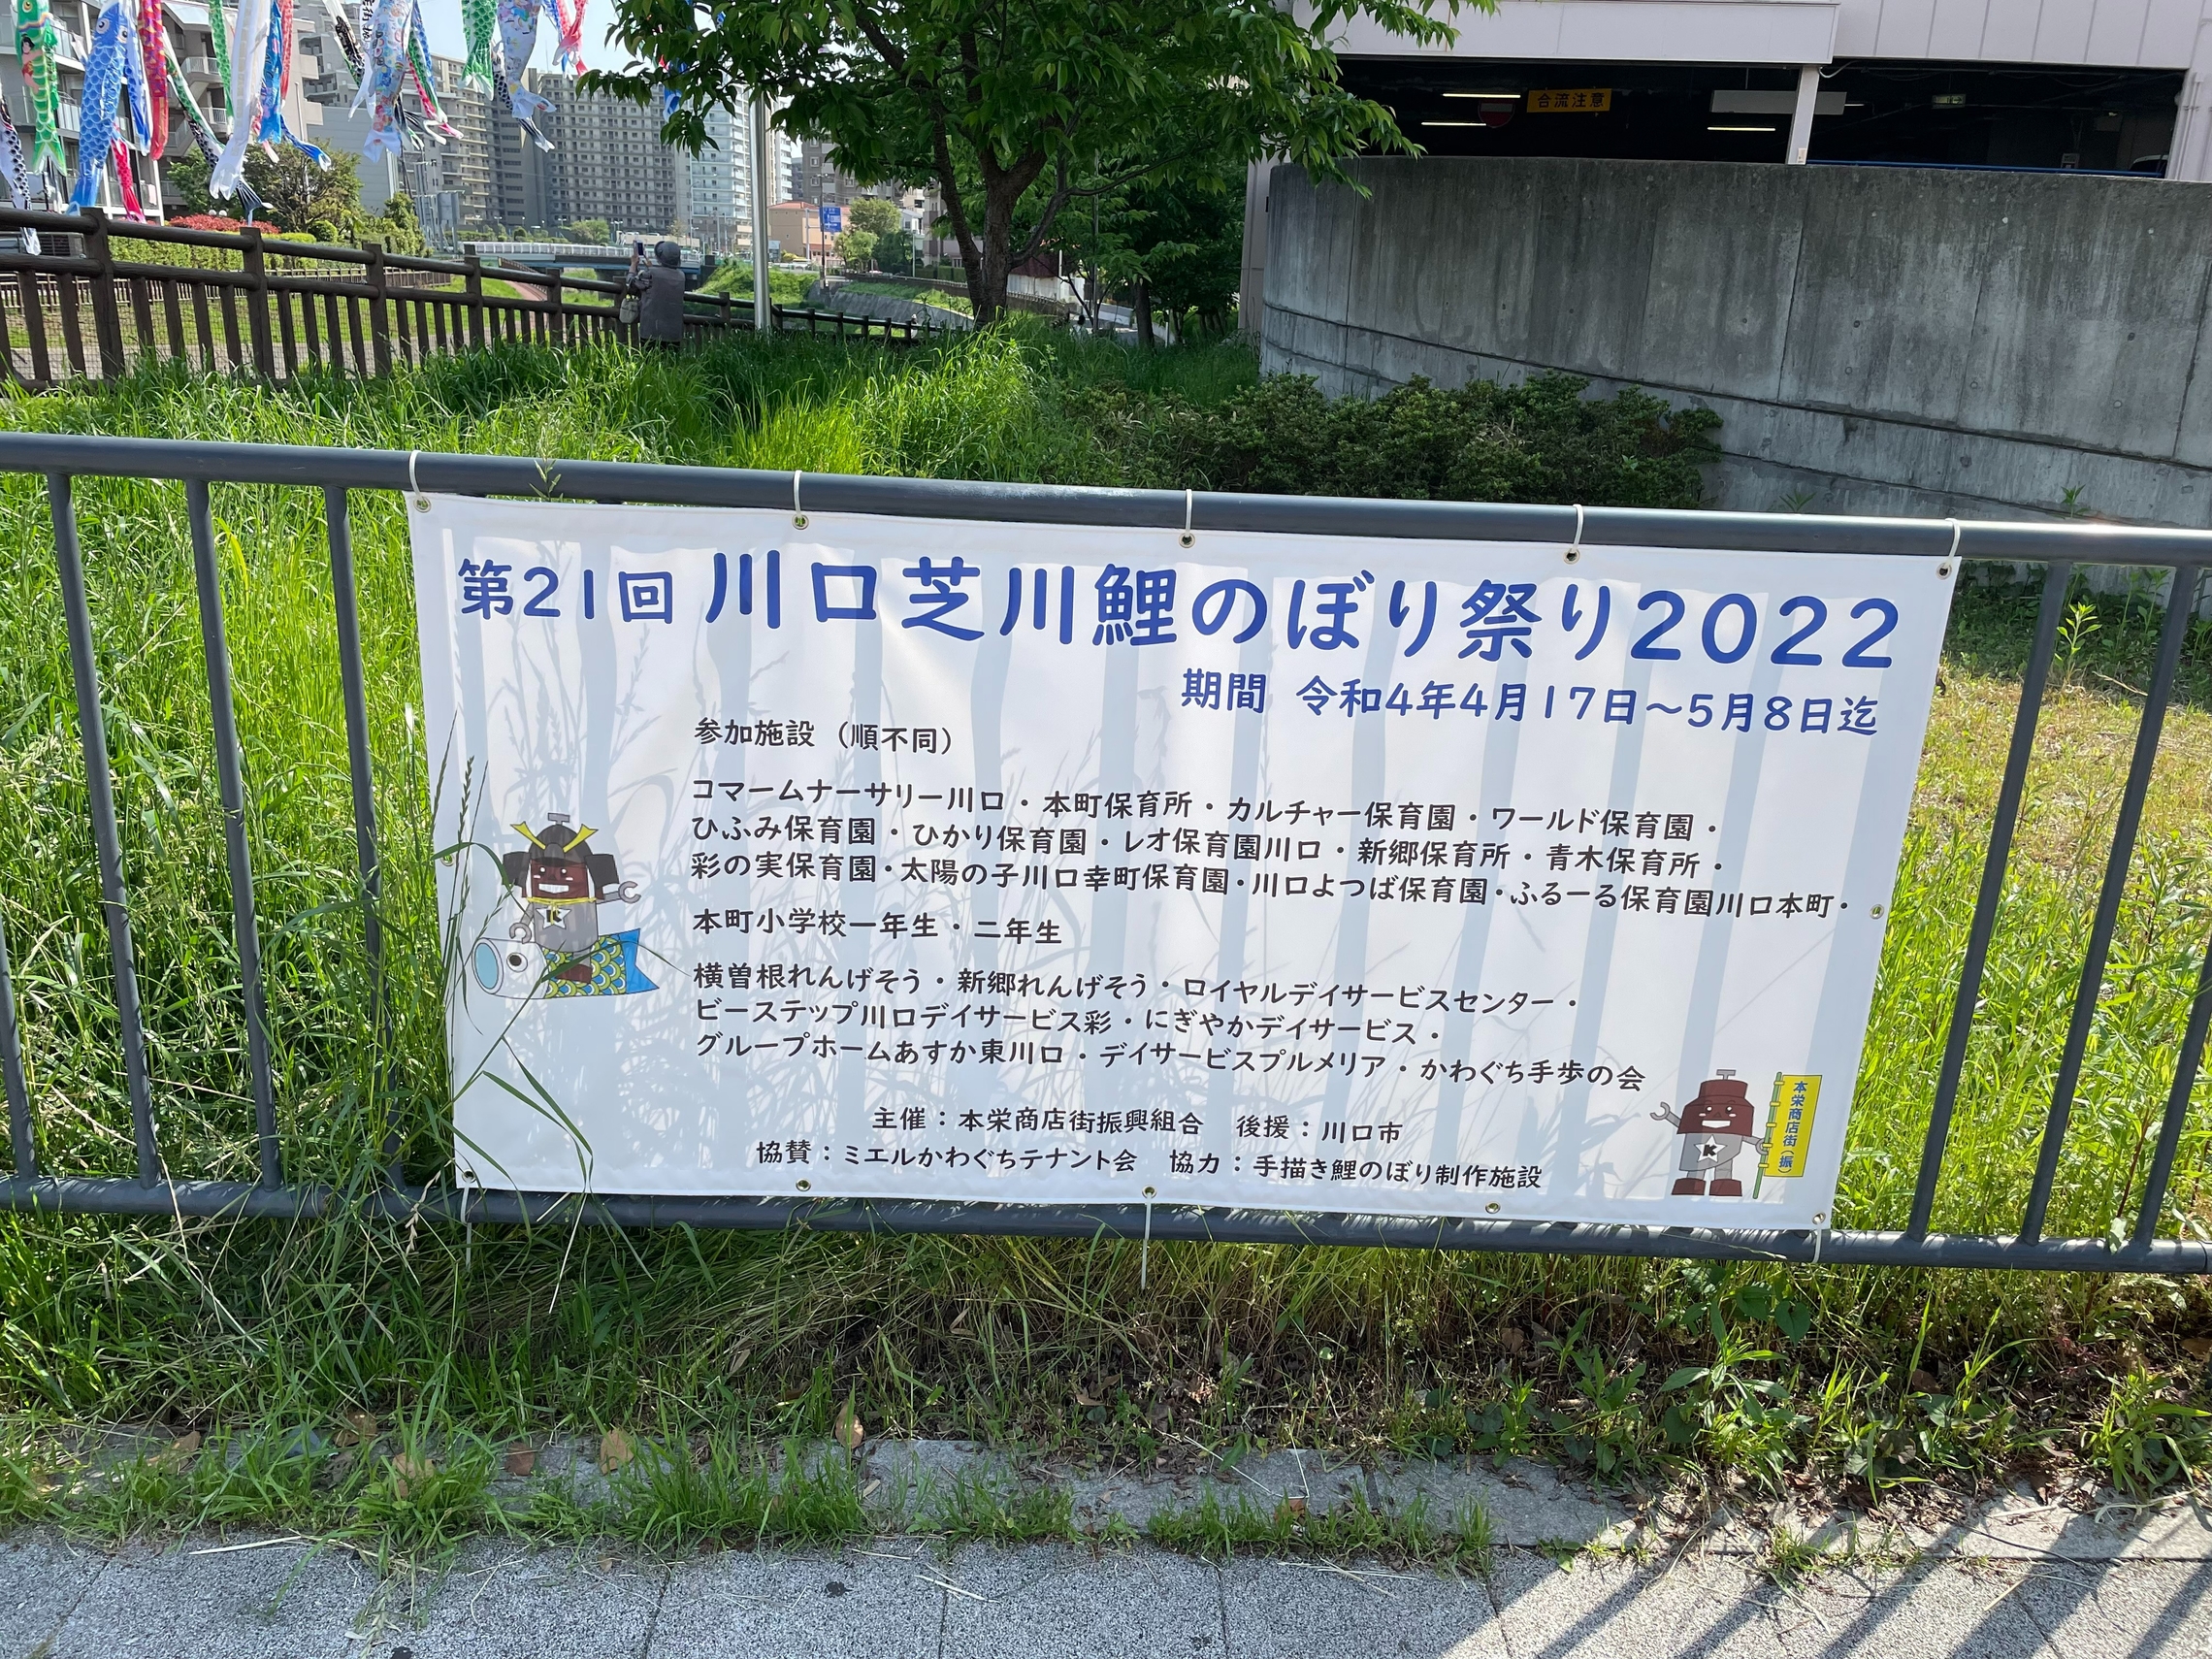 合流注意
第21回 川口芝川鯉のぼり祭り2022
期間 令和4年4月17日~5月8日迄
参加施設（順不同）
コマームナーサリー川口・本町保育所・カルチャー保育園・ワールド保育園・
ひふみ保育園・ひかり保育園・レオ保育園川口・新郷保育所・青木保育所・
彩の実保育園・太陽の子川口幸町保育園・川口よつば保育園・ふるーる保育園川口本町・
本町小学校一年生・二年生
横曽根れんげそう・新郷れんげそう・ロイヤルデイサービスセンター・
ビーステップ川口デイサービス彩・にぎやかデイサービス・
グループホームあすか東川口・デイサービスプルメリア・かわぐち手歩の会
主催：本栄商店街振興組合 後援：川口市
協賛：ミエルかわぐちテナント会 協力：手描き鯉のぼり制作施設
K
K
本栄商店街（振）